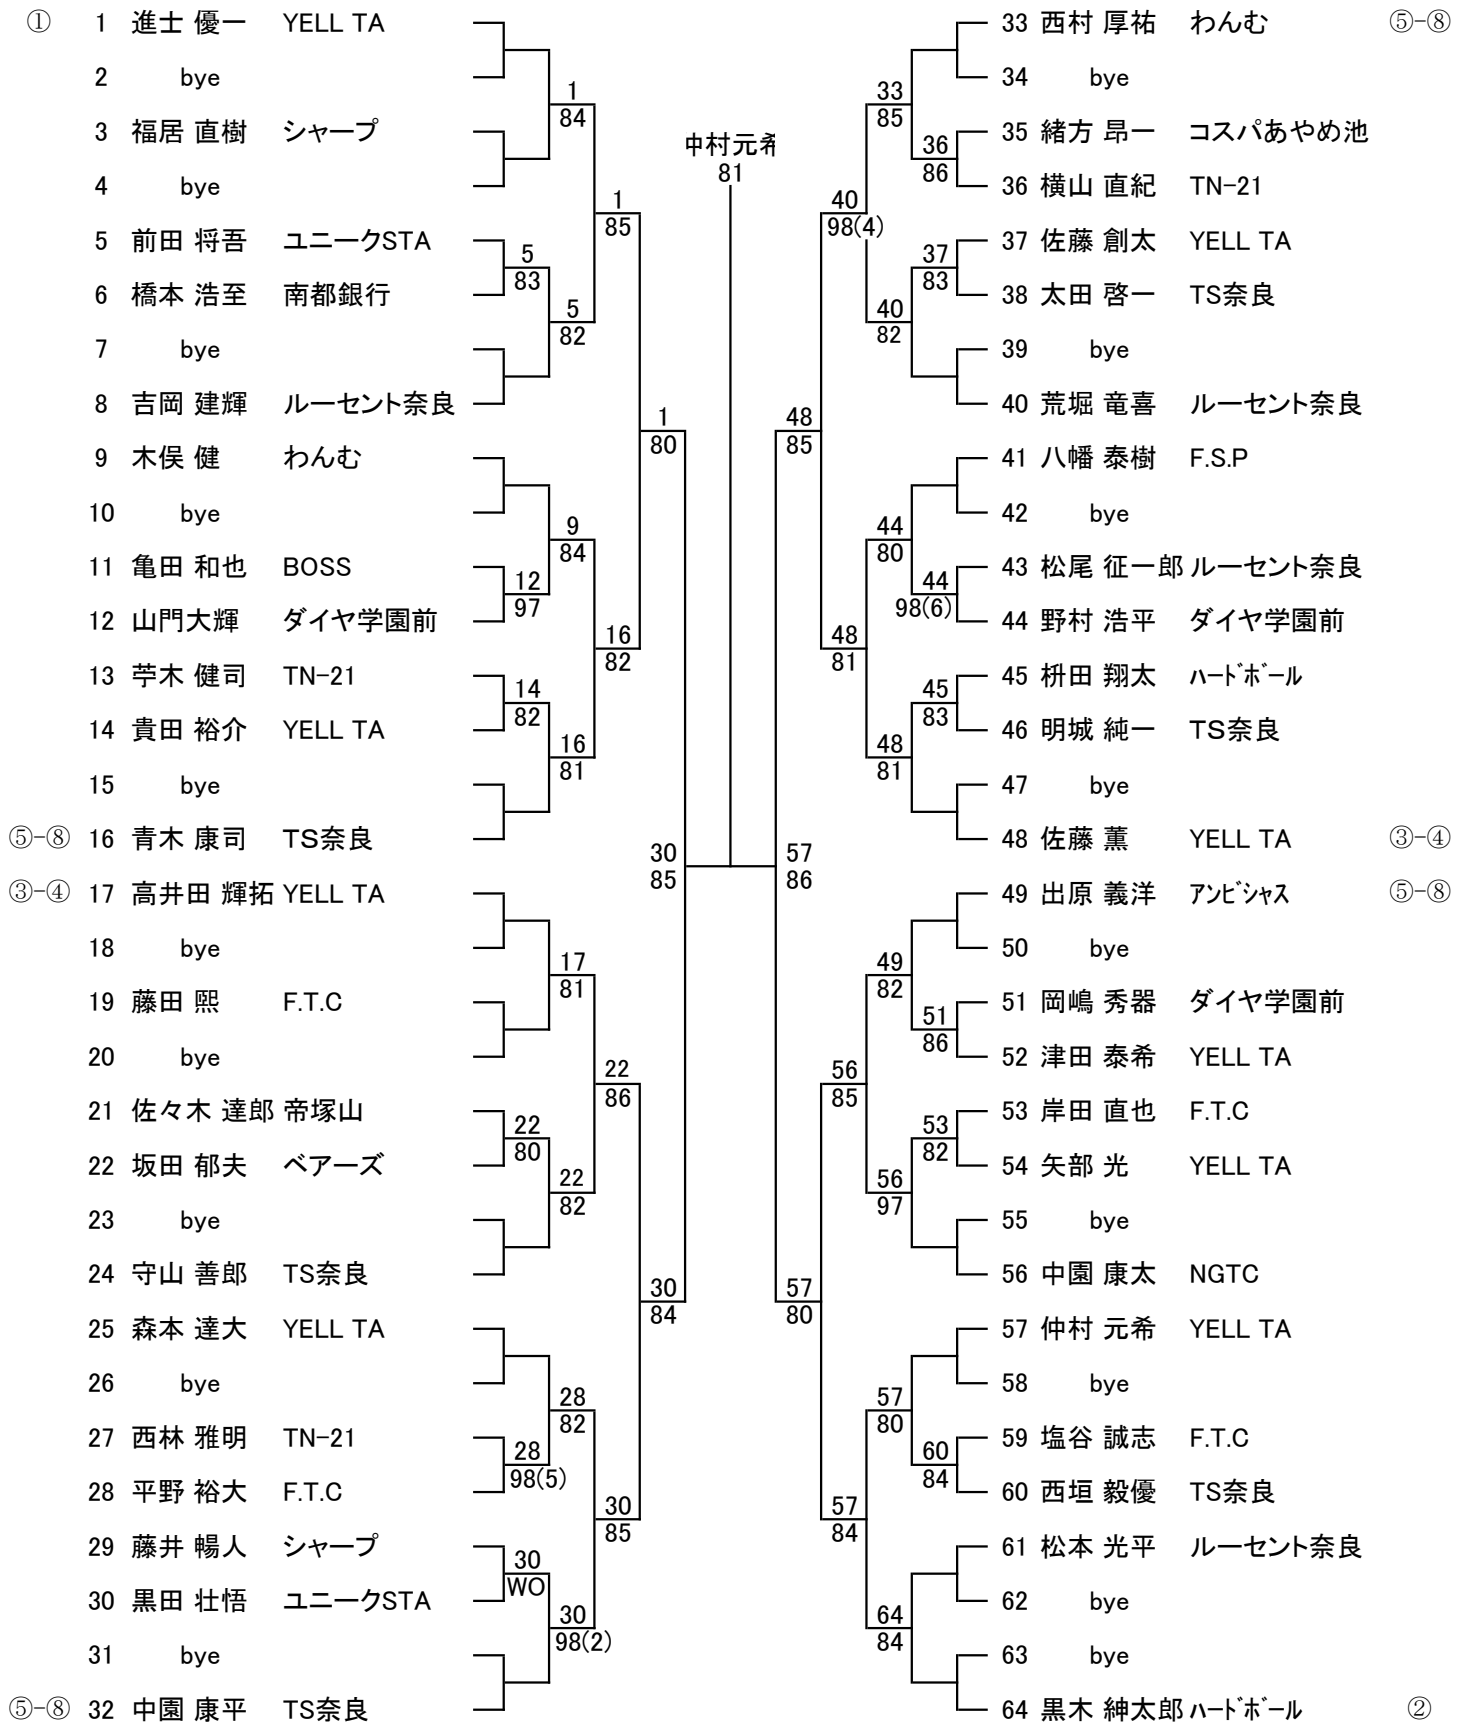 ① 1 進士 優一 YELL TA
2 bye
3 福居 直樹 シャープ
4 bye
5 前田 将吾 ユニークSTA
6 橋本 浩至 南都銀行
7 bye
8 吉岡 建輝 ルーセント奈良
9 木俣 健 わんむ
10 bye
11 亀田 和也 BOSS
12 山門大輝 ダイヤ学園前
13 苧木 健司 TN-21
14 貴田 裕介 YELL TA
15 bye
⑤-⑧ 16 青木 康司 TS奈良
③-④ 17 高井田 輝拓 YELL TA
18 bye
19 藤田 熙 F.T.C
20 bye
21 佐々木 達郎 帝塚山
22 坂田 郁夫 ベアーズ
23 bye
24 守山 善郎 TS奈良
25 森本 達大 YELL TA
26 bye
27 西林 雅明 TN-21
28 平野 裕大 F.T.C
29 藤井 暢人 シャープ
30 黒田 壮悟 ユニークSTA
31 bye
⑤-⑧ 32 中園 康平 TS奈良
5
83
12
97
14
82
22
80
28
98(5)
30
WO
1
84
5
82
9
84
16
81
17
81
22
82
28
82
30
98(2)
1
85
16
82
22
86
30
85
1
80
30
84
30
85
中村元希
81
57
86
48
85
57
80
40
98(4)
48
81
56
85
57
84
33
85
40
82
44
80
48
81
49
82
56
97
57
80
64
84
36
86
37
83
44
98(6)
45
83
51
86
53
82
60
84
33 西村 厚祐 わんむ ⑤-⑧
34 bye
35 緒方 昂一 コスパあやめ池
36 横山 直紀 TN-21
37 佐藤 創太 YELL TA
38 太田 啓一 TS奈良
39 bye
40 荒堀 竜喜 ルーセント奈良
41 八幡 泰樹 F.S.P
42 bye
43 松尾 征一郎 ルーセント奈良
44 野村 浩平 ダイヤ学園前
45 枡田 翔太 ﾊｰﾄﾞﾎﾞｰﾙ
46 明城 純一 TS奈良
47 bye
48 佐藤 薫 YELL TA ③-④
49 出原 義洋 ｱﾝﾋﾞｼｬｽ ⑤-⑧
50 bye
51 岡嶋 秀器 ダイヤ学園前
52 津田 泰希 YELL TA
53 岸田 直也 F.T.C
54 矢部 光 YELL TA
55 bye
56 中園 康太 NGTC
57 仲村 元希 YELL TA
58 bye
59 塩谷 誠志 F.T.C
60 西垣 毅優 TS奈良
61 松本 光平 ルーセント奈良
62 bye
63 bye
64 黒木 紳太郎 ﾊｰﾄﾞﾎﾞｰﾙ ②